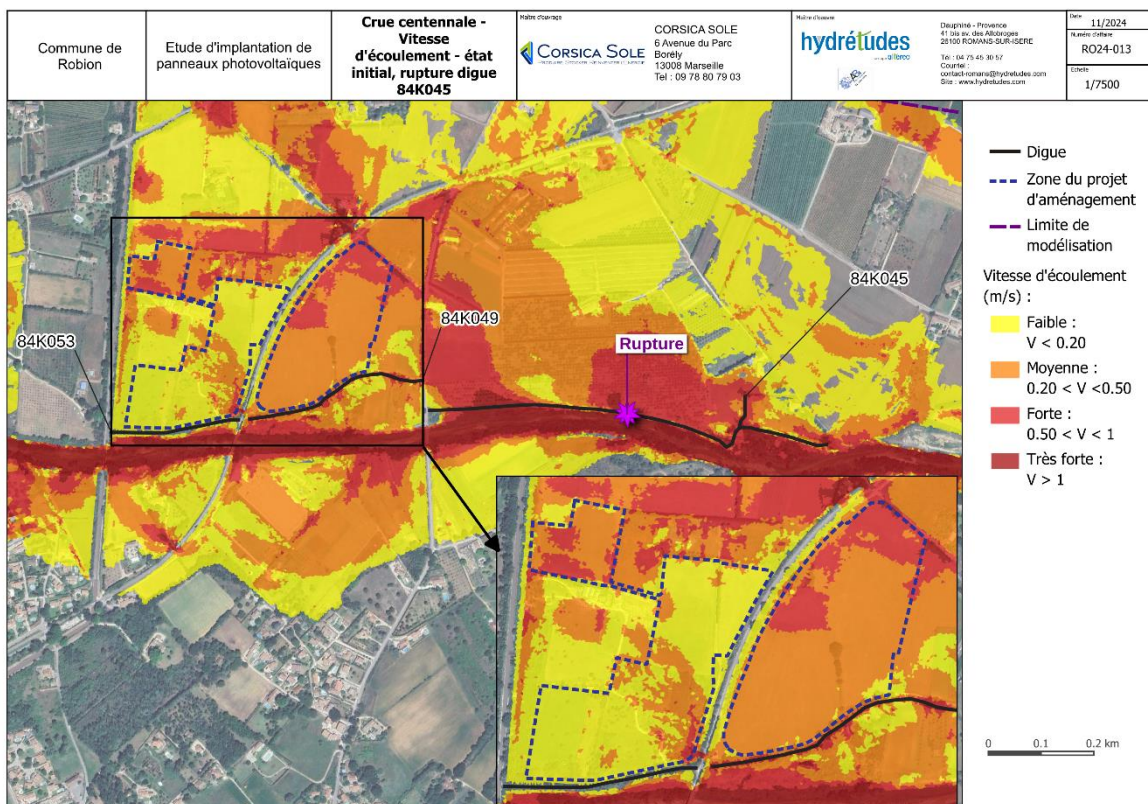 Commune de
Robion
Etude d'implantation de
panneaux photovoltaïques
Crue centennale -
Vitesse
d'écoulement - état
initial, rupture digue
84K045
Maître d'ouvrage
CORSICA SOLE
CORSICA SOLE
6 Avenue du Parc
Borély
13008 Marseille
Tel : 09 78 80 79 03
Maître d'œuvre
hydrétudes
Dauphiné - Provence
41 bis av. des Allobroges
26100 ROMANS-SUR-ISERE
Tél : 04 75 45 30 57
Courriel :
contact-romans@hydretudes.com
Site : www.hydretudes.com
Date
11/2024
Numéro d'affaire
RO24-013
Echelle
1/7500
84K053
84K049
84K045
Rupture
Digue
Zone du projet
d'aménagement
Limite de
modélisation
Vitesse d'écoulement
(m/s) :
Faible :
V < 0.20
Moyenne :
0.20 < V <0.50
Forte :
0.50 < V < 1
Très forte :
V > 1
0 0.1 0.2 km